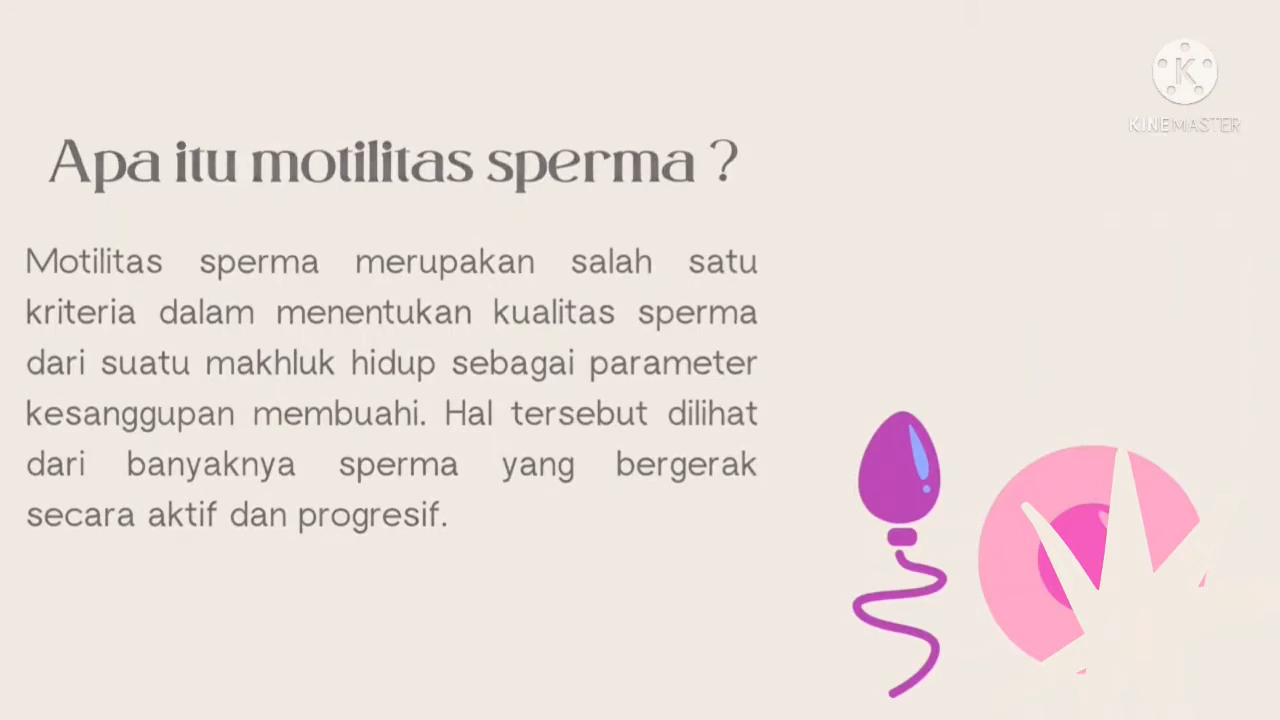 KINEMASTER
Apa itu motilitas sperma ?
Motilitas sperma merupakan salah satu
kriteria dalam menentukan kualitas sperma
dari suatu makhluk hidup sebagai parameter
kesanggupan membuahi. Hal tersebut dilihat
dari banyaknya sperma yang bergerak
secara aktif dan progresif.